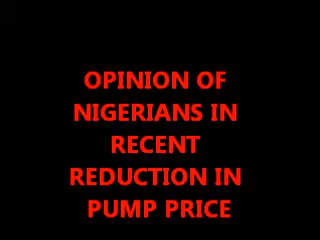 OPINION OF
NIGERIANS IN
RECENT
REDUCTION IN
PUMP PRICE